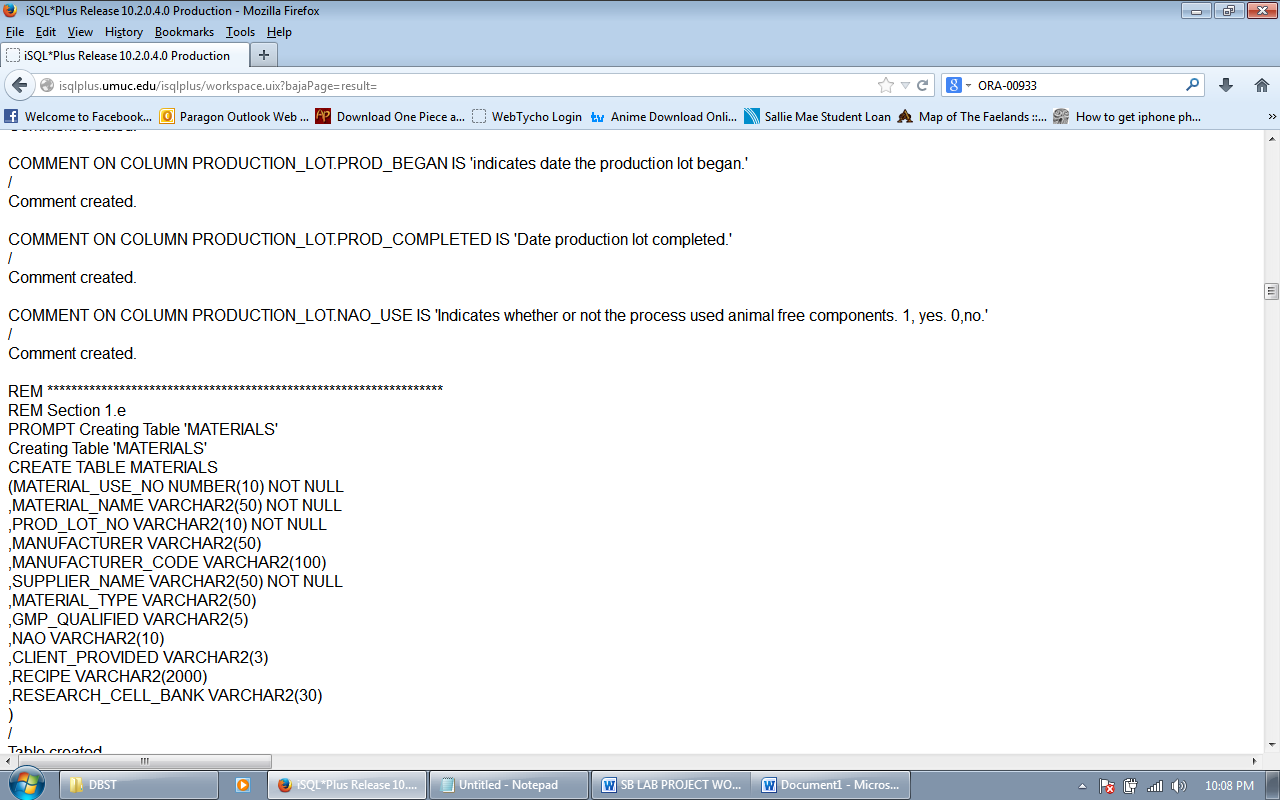 iSQL*Plus Release 10.2.0.4.0 Production - Mozilla Firefox
File Edit View History Bookmarks Tools Help
iSQL*Plus Release 10.2.0.4.0 Production +
isqlplus.umuc.edu/isqlplus/workspace.uix?bajaPage=result= ORA-00933
Welcome to Facebook... Paragon Outlook Web ... Download One Piece a... WebTycho Login Anime Download Onli... Sallie Mae Student Loan Map of The Faelands ::... How to get iphone ph... »
Comment created.
COMMENT ON COLUMN PRODUCTION_LOT.PROD_BEGAN IS 'indicates date the production lot began.'
/
Comment created.
COMMENT ON COLUMN PRODUCTION_LOT.PROD_COMPLETED IS 'Date production lot completed.'
/
Comment created.
COMMENT ON COLUMN PRODUCTION_LOT.NAO_USE IS 'Indicates whether or not the process used animal free components. 1, yes. 0,no.'
/
Comment created.
REM ******************************************************************
REM Section 1.e
PROMPT Creating Table 'MATERIALS'
Creating Table 'MATERIALS'
CREATE TABLE MATERIALS
(MATERIAL_USE_NO NUMBER(10) NOT NULL
,MATERIAL_NAME VARCHAR2(50) NOT NULL
,PROD_LOT_NO VARCHAR2(10) NOT NULL
,MANUFACTURER VARCHAR2(50)
,MANUFACTURER_CODE VARCHAR2(100)
,SUPPLIER_NAME VARCHAR2(50) NOT NULL
,MATERIAL_TYPE VARCHAR2(50)
,GMP_QUALIFIED VARCHAR2(5)
,NAO VARCHAR2(10)
,CLIENT_PROVIDED VARCHAR2(3)
,RECIPE VARCHAR2(2000)
,RESEARCH_CELL_BANK VARCHAR2(30)
)
/
Table created.
DBST iSQL*Plus Release 10.... Untitled - Notepad SB LAB PROJECT WO... Document1 - Micros... 10:08 PM